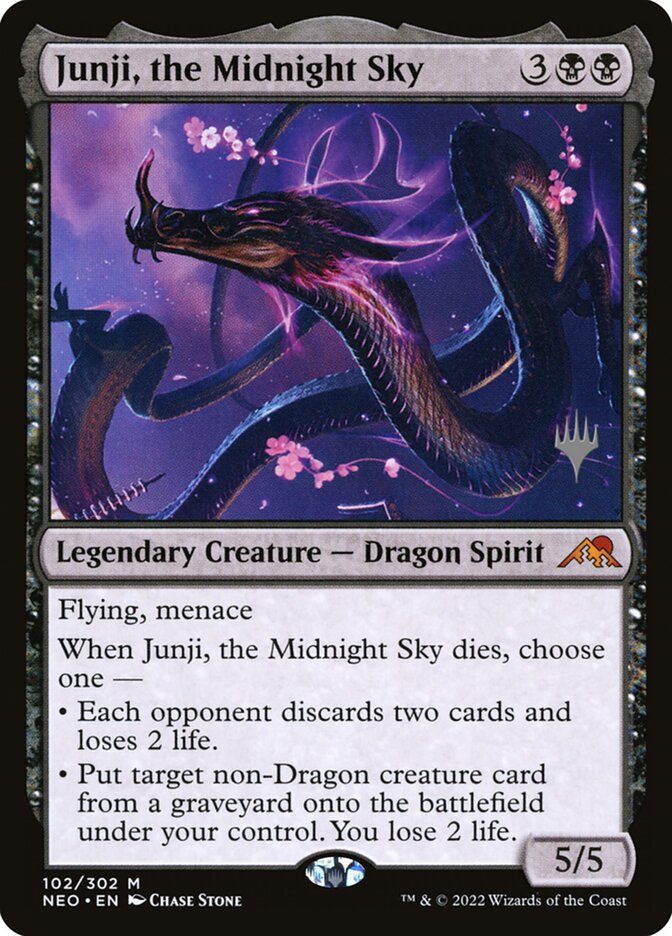 Junji, the Midnight Sky 3
Legendary Creature — Dragon Spirit
Flying, menace
When Junji, the Midnight Sky dies, choose
one —
• Each opponent discards two cards and
loses 2 life.
• Put target non-Dragon creature card
from a graveyard onto the battlefield
under your control. You lose 2 life.
5/5
102/302 M
NEO • EN Chase Stone
™ & © 2022 Wizards of the Coast